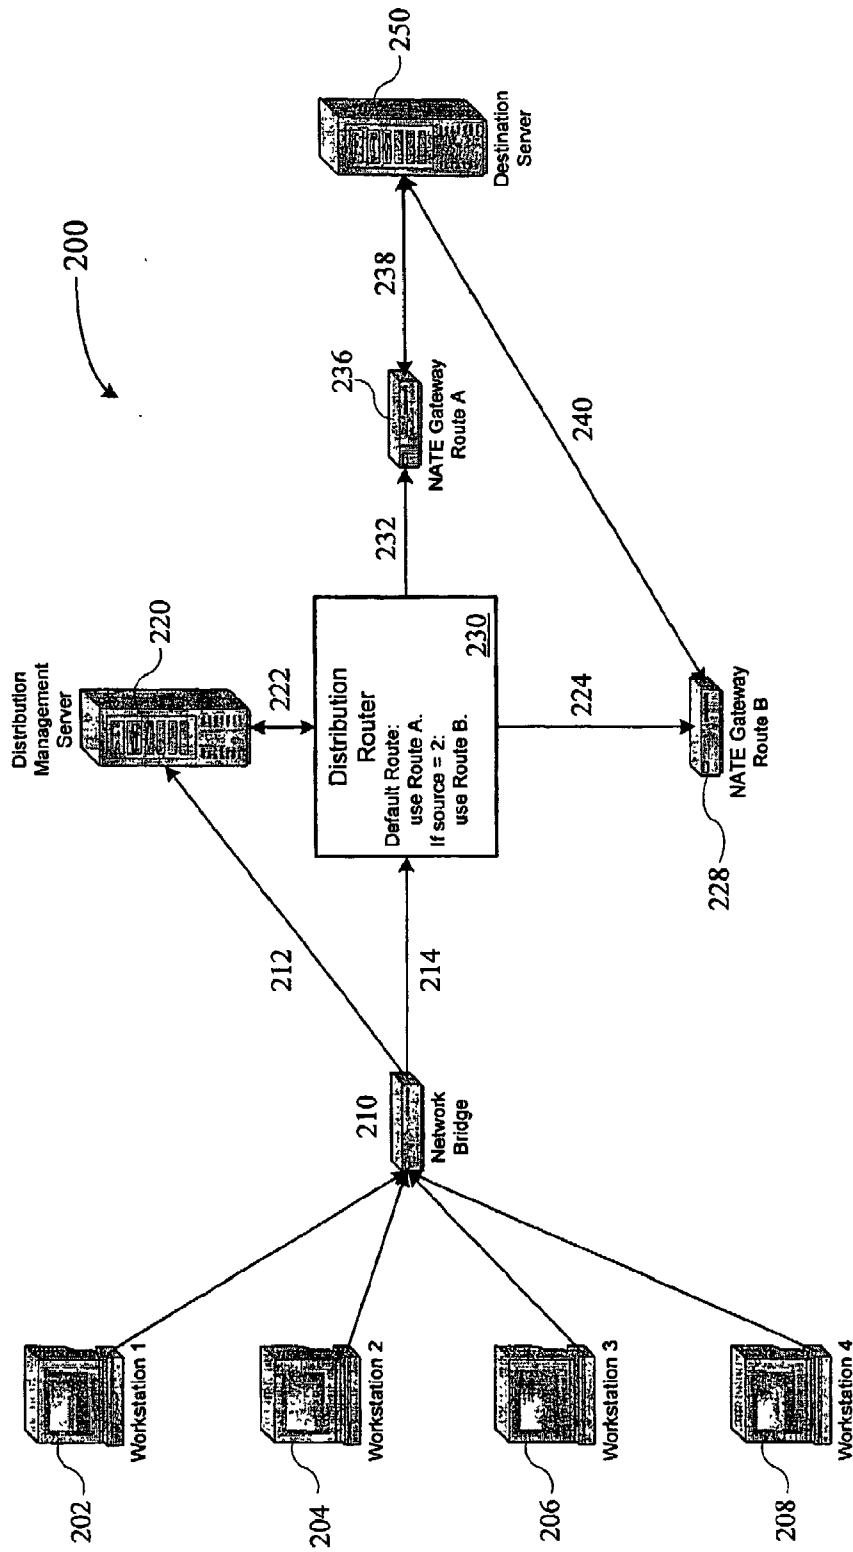 200
202
Workstation 1
204
Workstation 2
206
Workstation 3
208
Workstation 4
210
Network
Bridge
212
214
Distribution
Management
Server
220
222
Distribution
Router
Default Route:
use Route A.
If source = 2:
use Route B.
230
224
228
NATE Gateway
Route B
232
236
NATE Gateway
Route A
238
240
250
Destination
Server